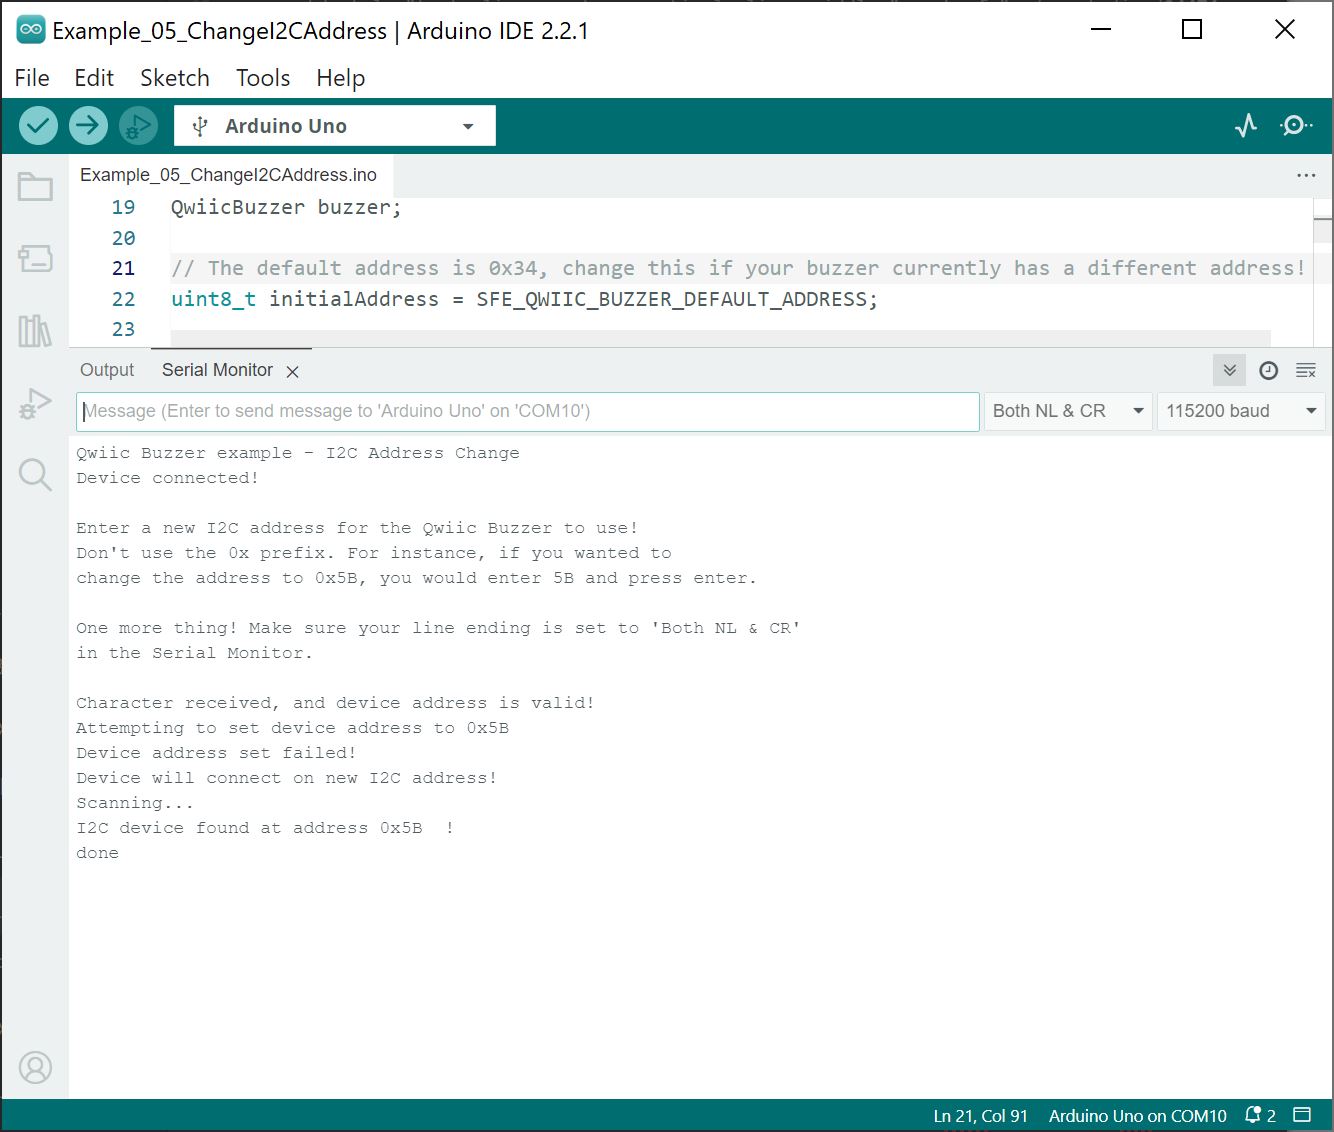 Example_05_ChangeI2CAddress | Arduino IDE 2.2.1
File Edit Sketch Tools Help
Arduino Uno
Example_05_ChangeI2CAddress.ino
19 QwiicBuzzer buzzer;
20
21 // The default address is 0x34, change this if your buzzer currently has a different address!
22 uint8_t initialAddress = SFE_QWIIC_BUZZER_DEFAULT_ADDRESS;
23
Output Serial Monitor
Message (Enter to send message to 'Arduino Uno' on 'COM10') Both NL & CR 115200 baud
Qwiic Buzzer example - I2C Address Change
Device connected!
Enter a new I2C address for the Qwiic Buzzer to use!
Don't use the 0x prefix. For instance, if you wanted to
change the address to 0x5B, you would enter 5B and press enter.
One more thing! Make sure your line ending is set to 'Both NL & CR'
in the Serial Monitor.
Character received, and device address is valid!
Attempting to set device address to 0x5B
Device address set failed!
Device will connect on new I2C address!
Scanning...
I2C device found at address 0x5B  !
done
Ln 21, Col 91 Arduino Uno on COM10 2